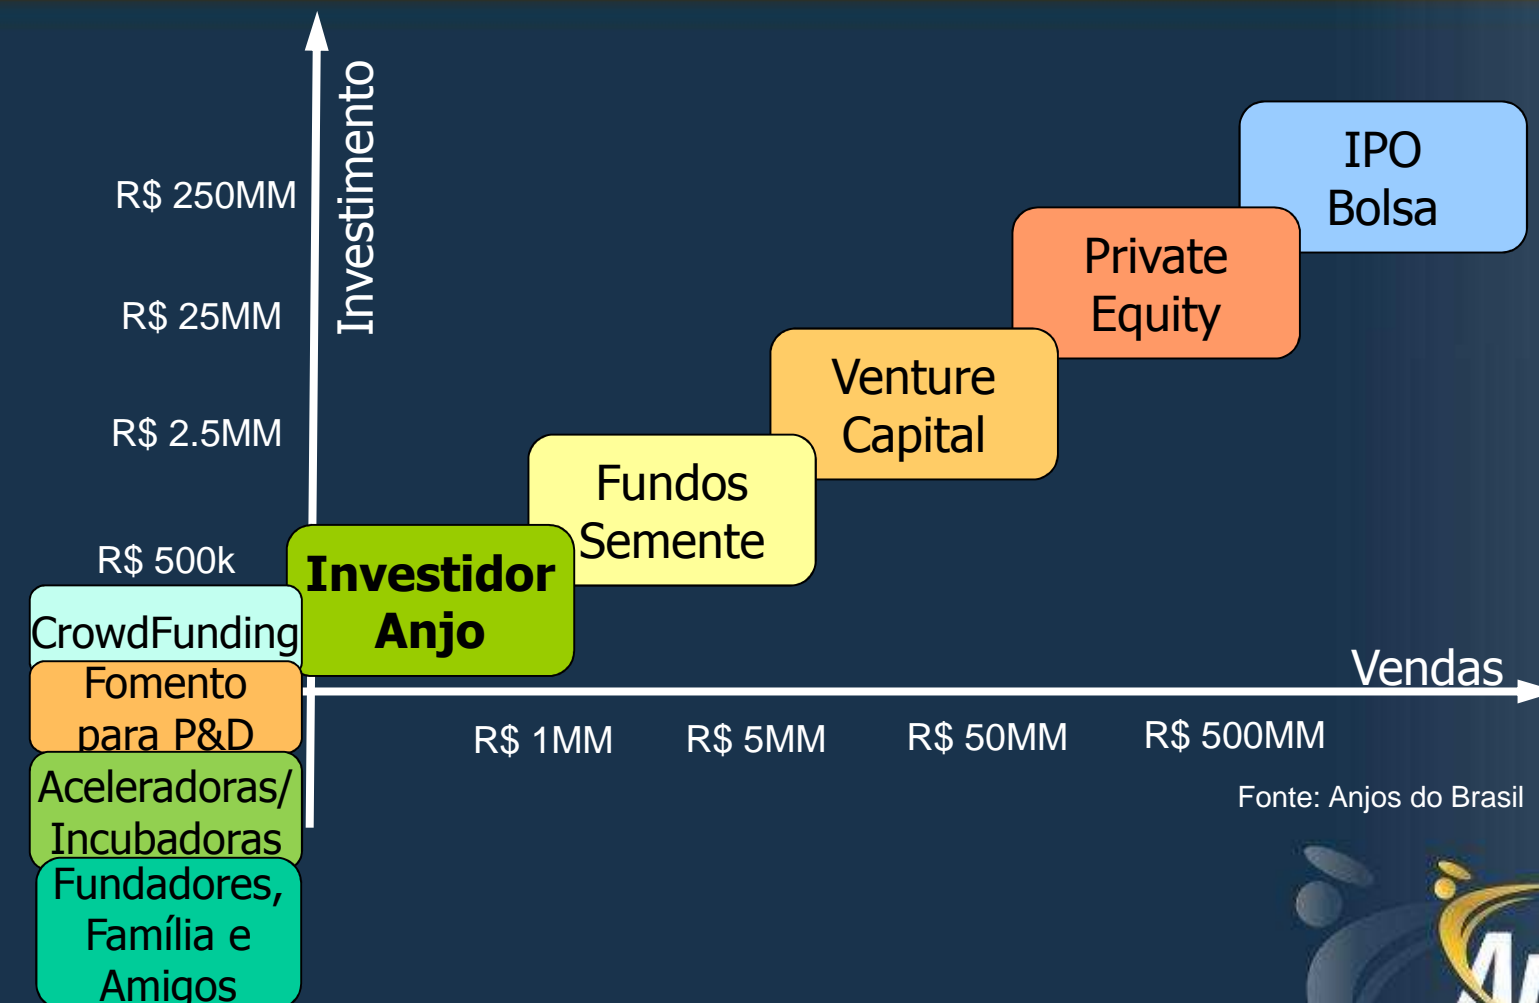 Investimento
R$ 250MM
R$ 25MM
R$ 2.5MM
R$ 500k
IPO
Bolsa
Private
Equity
Venture
Capital
Fundos
Semente
Investidor
Anjo
CrowdFunding
Fomento
para P&D
Aceleradoras/
Incubadoras
Fundadores,
Família e
Amigos
Vendas
R$ 1MM
R$ 5MM
R$ 50MM
R$ 500MM
Fonte: Anjos do Brasil